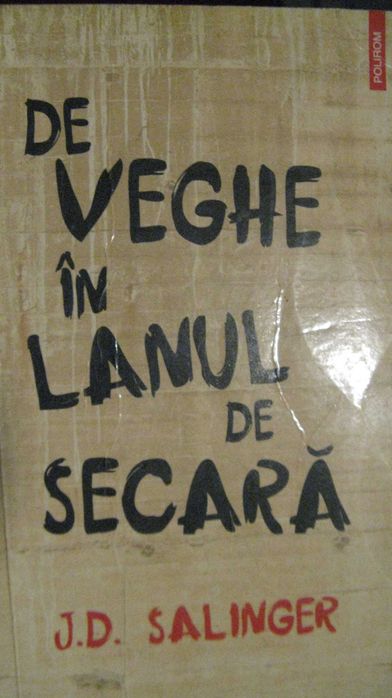 POLIROM
DE
VEGHE
ÎN
LANUL
DE
SECARĂ
J.D. SALINGER